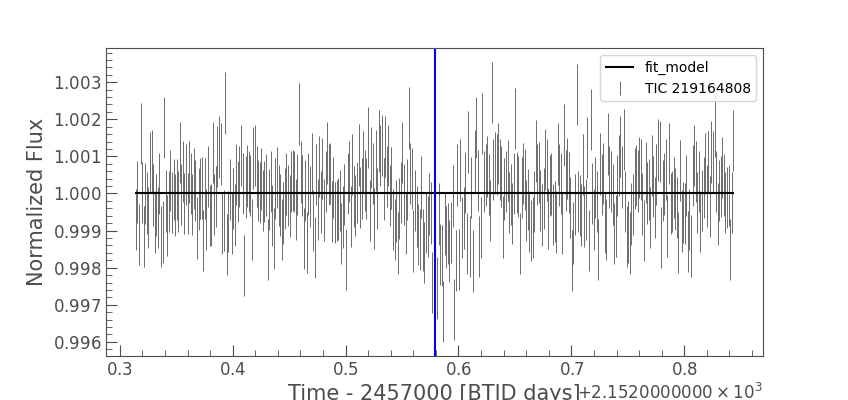 Normalized Flux
1.003
1.002
1.001
1.000
0.999
0.998
0.997
0.996
fit_model
TIC 219164808
0.3 0.4 0.5 0.6 0.7 0.8
Time - 2457000 [BTJD days]
+2.1520000000 × 10³